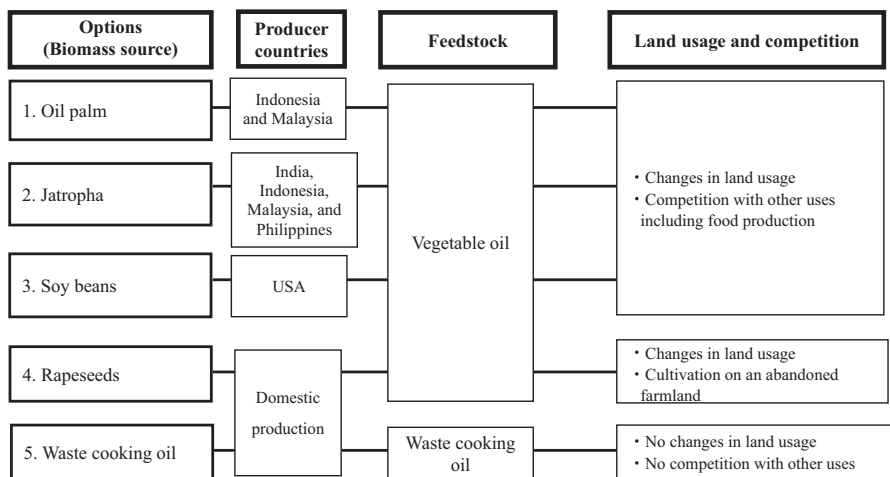 Options
(Biomass source)
Producer
countries
Feedstock
Land usage and competition
1. Oil palm
Indonesia
and Malaysia
2. Jatropha
India,
Indonesia,
Malaysia, and
Philippines
3. Soy beans
USA
Vegetable oil
・Changes in land usage
・Competition with other uses
including food production
4. Rapeseeds
Domestic
production
・Changes in land usage
・Cultivation on an abandoned
farmland
5. Waste cooking oil
Waste cooking
oil
・No changes in land usage
・No competition with other uses